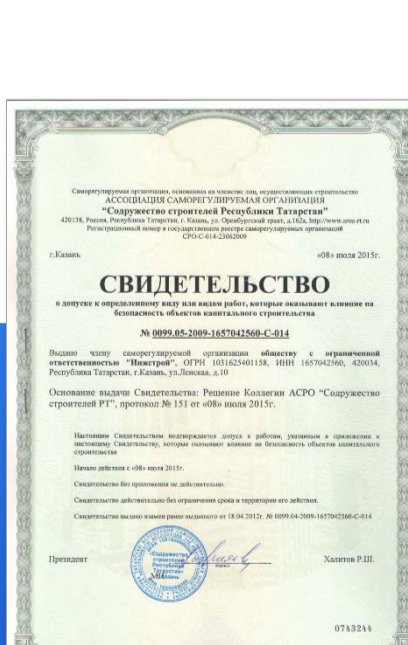 Саморегулируемая организация, основанная на членстве лиц, осуществляющих строительство
АССОЦИАЦИЯ САМОРЕГУЛИРУЕМАЯ ОРГАНИЗАЦИЯ
"Содружество строителей Республики Татарстан"
420138, Россия, Республика Татарстан, г. Казань, ул. Оренбургский тракт, д.162а, http://www.sros-rt.ru
Регистрационный номер в государственном реестре саморегулируемых организаций
СРО-С-014-23062009
г.Казань «08» июля 2015г.
СВИДЕТЕЛЬСТВО
о допуске к определенному виду или видам работ, которые оказывают влияние на
безопасность объектов капитального строительства
№ 0099.05-2009-1657042560-С-014
Выдано члену саморегулируемой организации обществу с ограниченной
ответственностью "Инжстрой", ОГРН 1031625401158, ИНН 1657042560, 420034,
Республика Татарстан, г.Казань, ул.Ленская, д.10
Основание выдачи Свидетельства: Решение Коллегии АСРО "Содружество
строителей РТ", протокол № 151 от «08» июля 2015г.
Настоящим Свидетельством подтверждается допуск к работам, указанным в приложении к
настоящему Свидетельству, которые оказывают влияние на безопасность объектов капитального
строительства
Начало действия с «08» июля 2015г.
Свидетельство без приложения не действительно.
Свидетельство действительно без ограничения срока и территории его действия.
Свидетельство выдано взамен ранее выданного от 18.04.2012г. № 0099.04-2009-1657042560-С-014
"Содружество
строителей
Республики
Татарстан"
Президент Халитов Р.Ш.
0743244